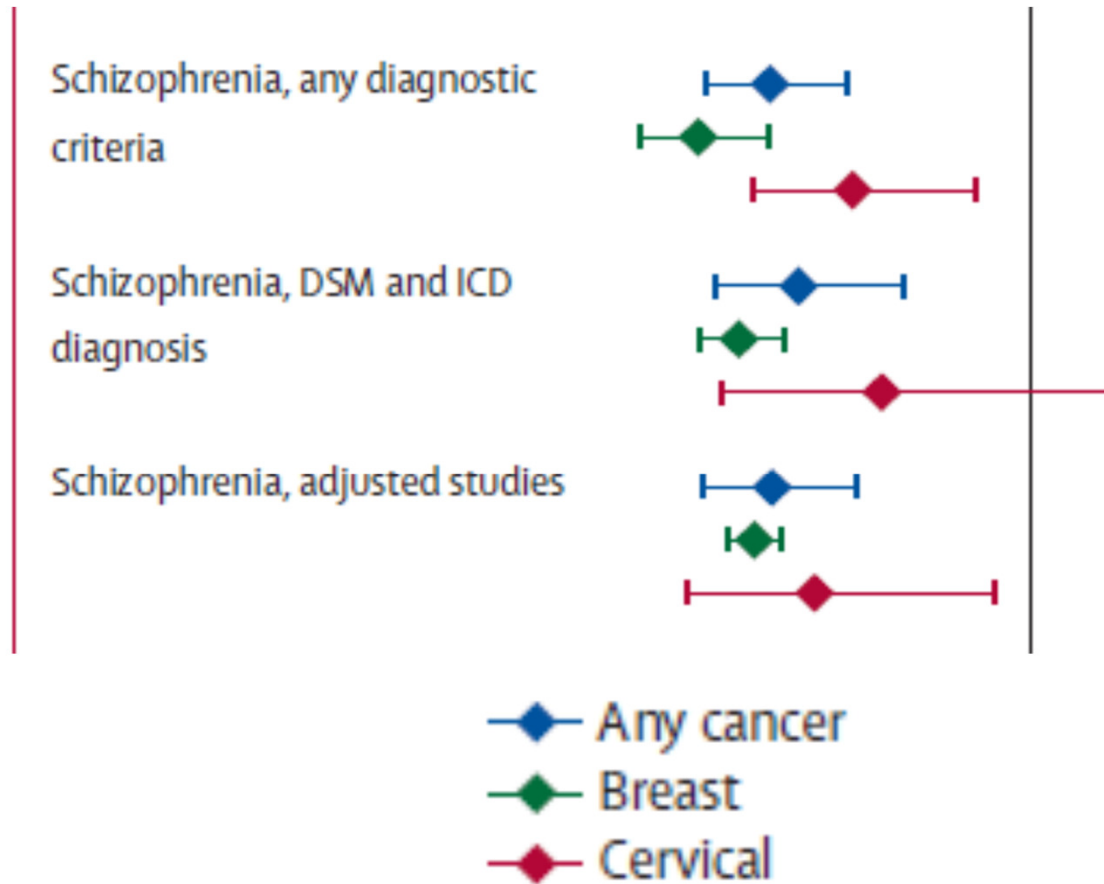 Schizophrenia, any diagnostic
criteria
Schizophrenia, DSM and ICD
diagnosis
Schizophrenia, adjusted studies
Any cancer
Breast
Cervical